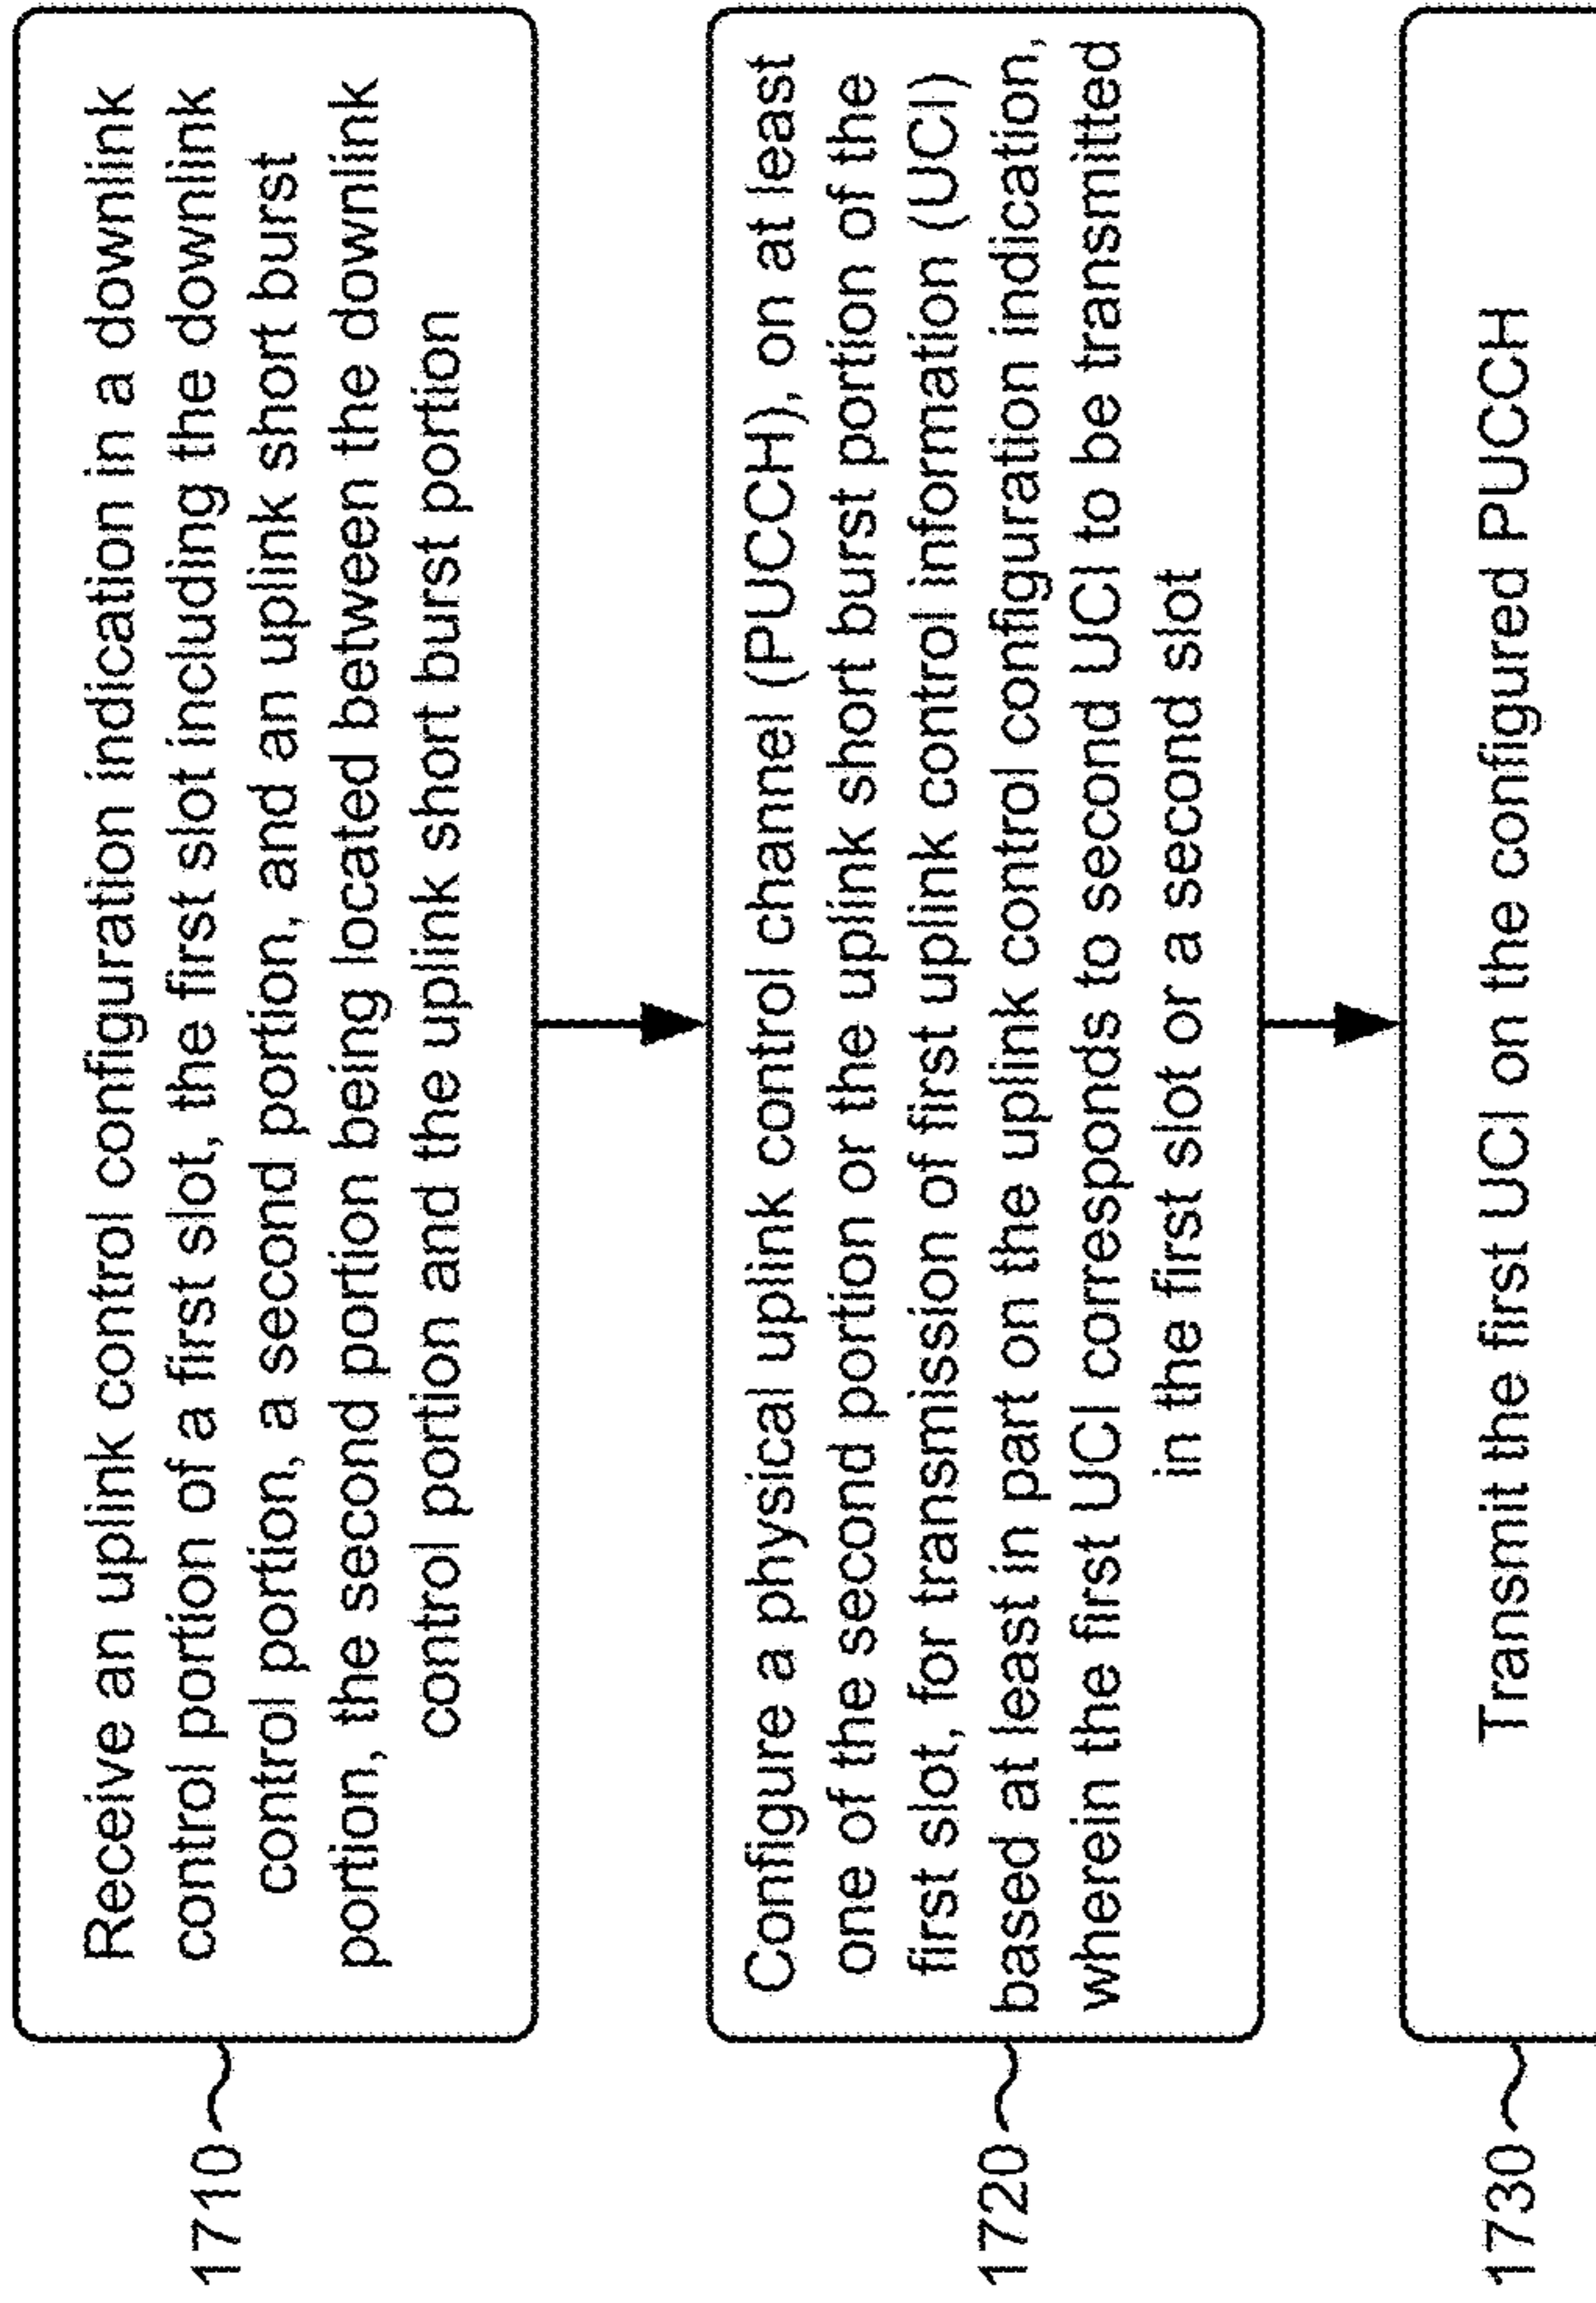 Receive an uplink control configuration indication in a downlink
control portion of a first slot, the first slot including the downlink
control portion, a second portion, and an uplink short burst
portion, the second portion being located between the downlink
control portion and the uplink short burst portion
1710
Configure a physical uplink control channel (PUCCH), on at least
one of the second portion or the uplink short burst portion of the
first slot, for transmission of first uplink control information (UCI)
based at least in part on the uplink control configuration indication,
wherein the first UCI corresponds to second UCI to be transmitted
in the first slot or a second slot
1720
Transmit the first UCI on the configured PUCCH
1730